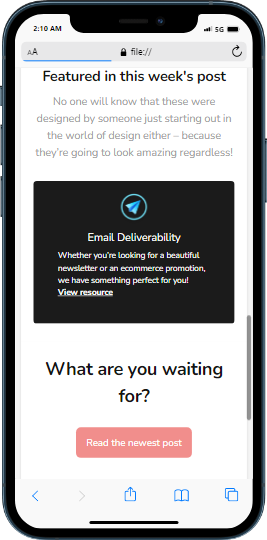 2:10 AM
5G
AA
file://
Featured in this week's post
No one will know that these were
designed by someone just starting out in
the world of design either – because
they're going to look amazing regardless!
Email Deliverability
Whether you're looking for a beautiful
newsletter or an ecommerce promotion,
we have something perfect for you!
View resource
What are you waiting
for?
Read the newest post